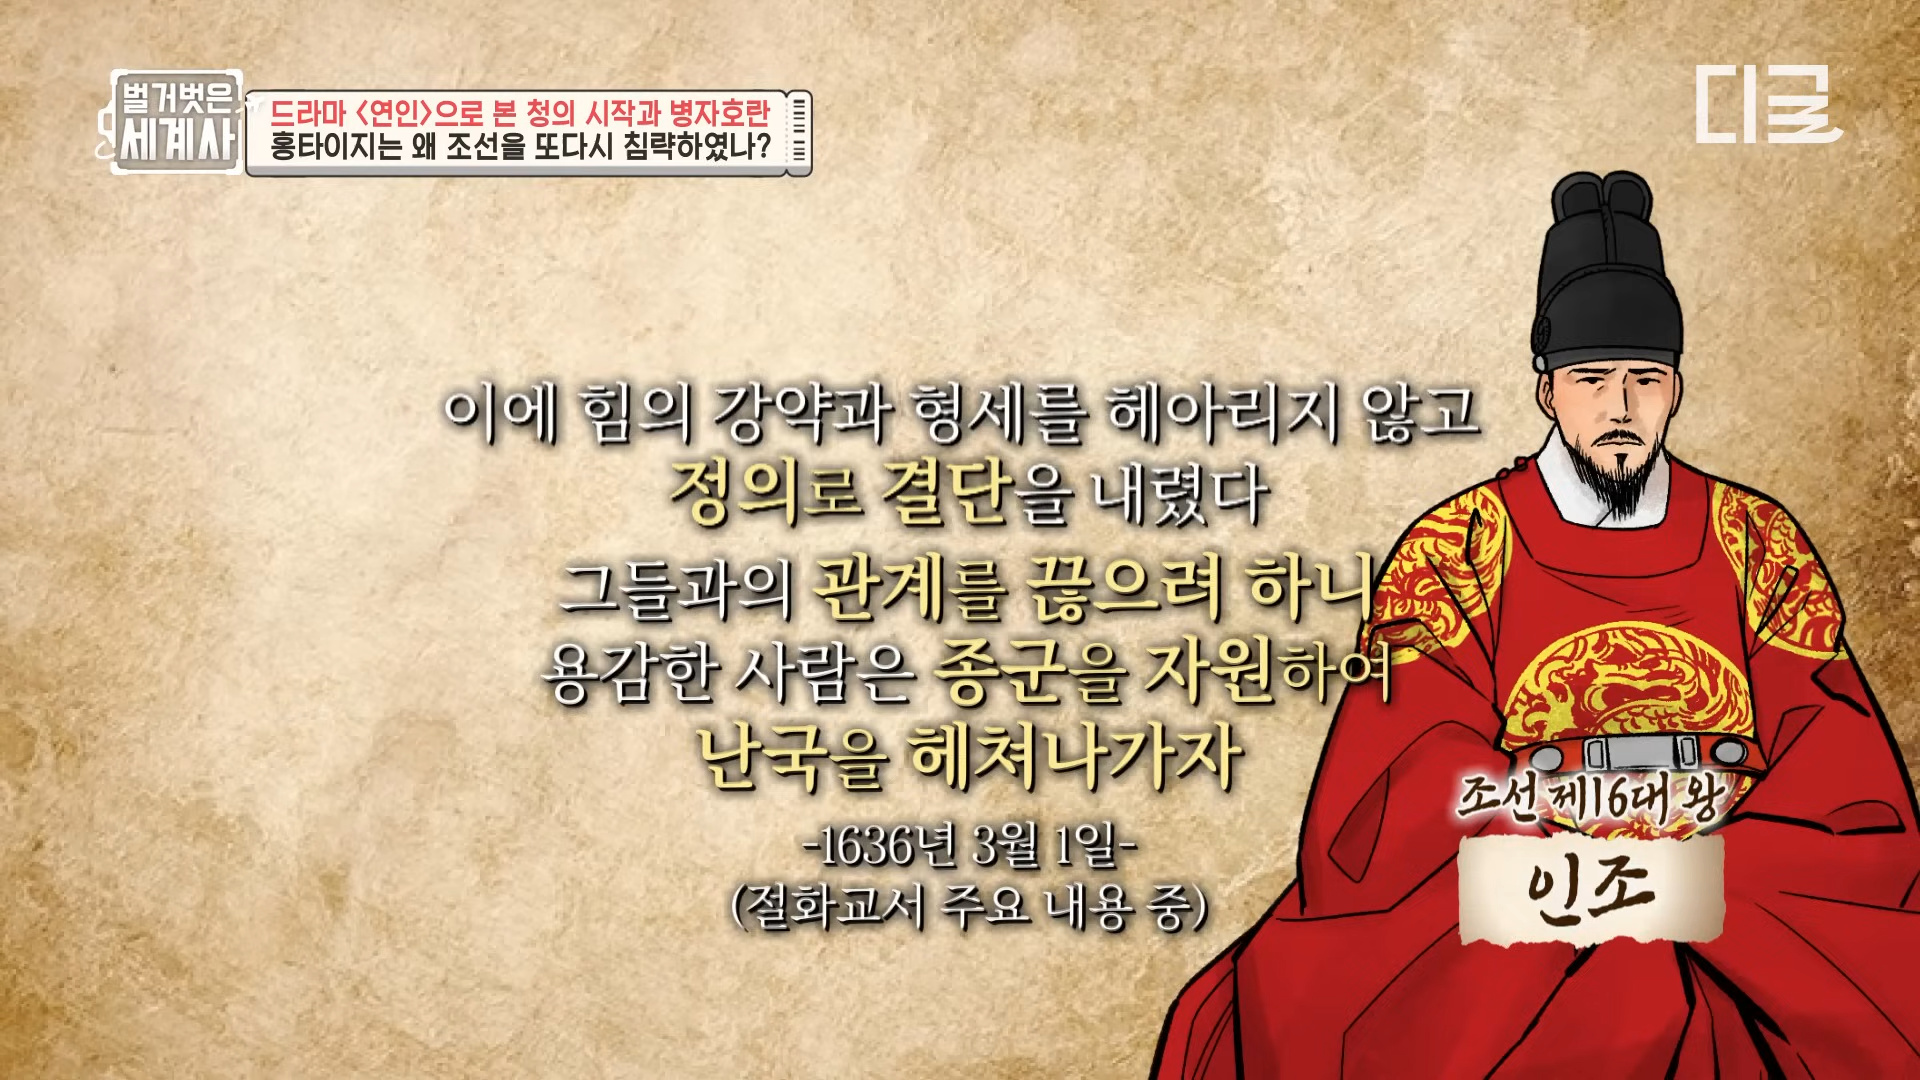 벌거벗은
세계사
드라마 <연인>으로 본 청의 시작과 병자호란
홍타이지는 왜 조선을 또다시 침략하였나?
디글
이에 힘의 강약과 형세를 헤아리지 않고
정의로 결단을 내렸다
그들과의 관계를 끊으려 하니
용감한 사람은 종군을 자원하여
난국을 헤쳐나가자
-1636년 3월 1일-
(절화교서 주요 내용 중)
조선 제16대 왕
인조